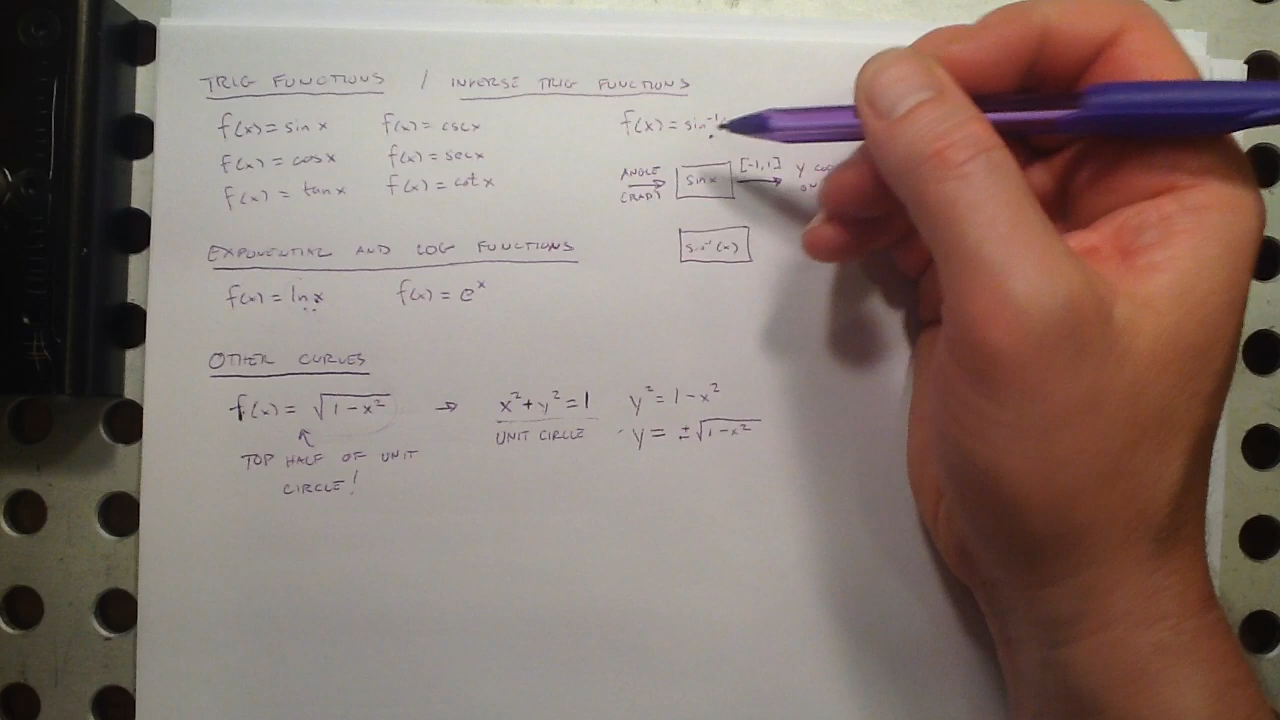 TRIG FUNCTIONS / INVERSE TRIG FUNCTIONS
f(x) = sin x f(x) = csc x f(x) = sin⁻¹
f(x) = cos x f(x) = sec x
f(x) = tan x f(x) = cot x
ANGLE (RAD) sin x [-1,1] Y
sin⁻¹(x)
EXPONENTIAL AND LOG FUNCTIONS
f(x) = ln x f(x) = eˣ
OTHER CURVES
f(x) = √(1-x²) → x²+y²=1 y² = 1-x²
UNIT CIRCLE y = ±√(1-x²)
TOP HALF OF UNIT
CIRCLE!